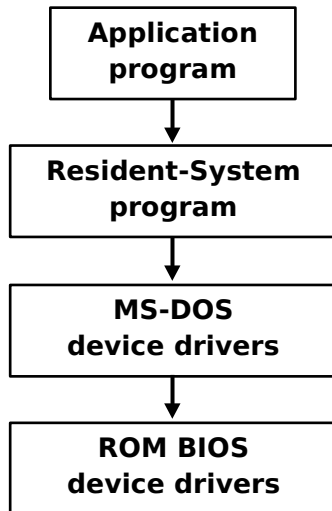 Application
program
Resident-System
program
MS-DOS
device drivers
ROM BIOS
device drivers